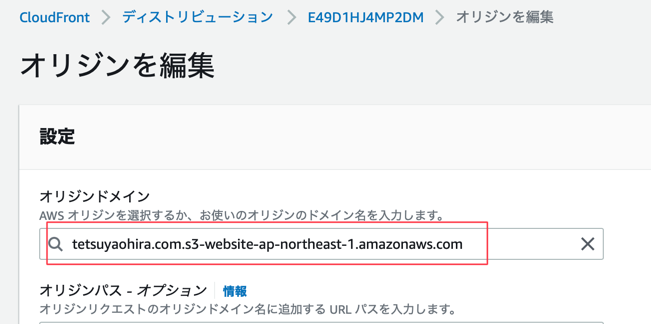 CloudFront > ディストリビューション > E49D1HJ4MP2DM > オリジンを編集
オリジンを編集
設定
オリジンドメイン
AWS オリジンを選択するか、お使いのオリジンのドメイン名を入力します。
tetsuyaohira.com.s3-website-ap-northeast-1.amazonaws.com
オリジンパス - オプション 情報
オリジンリクエストのオリジンドメイン名に追加する URL パスを入力します。